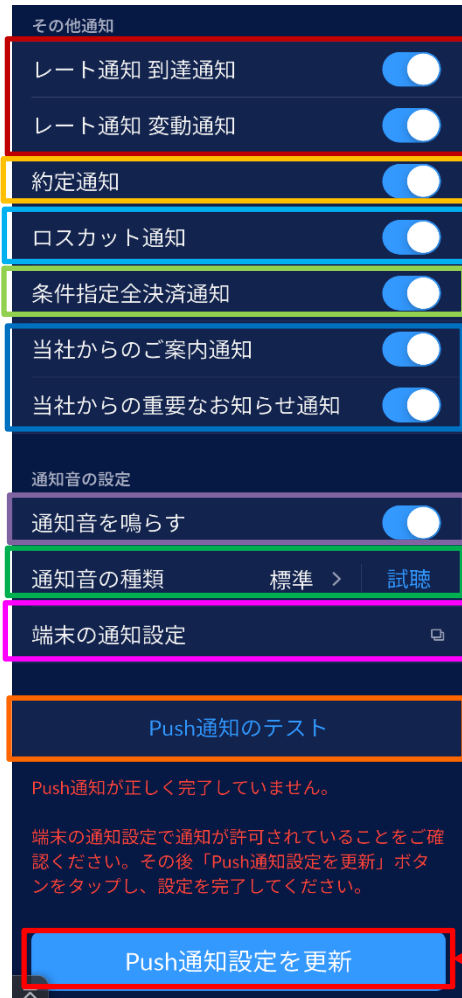 その他通知
レート通知 到達通知
レート通知 変動通知
約定通知
ロスカット通知
条件指定全決済通知
当社からのご案内通知
当社からの重要なお知らせ通知
通知音の設定
通知音を鳴らす
通知音の種類 標準 > 試聴
端末の通知設定
Push通知のテスト
Push通知が正しく完了していません。
端末の通知設定で通知が許可されていることをご確
認ください。その後「Push通知設定を更新」ボタ
ンをタップし、設定を完了してください。
Push通知設定を更新